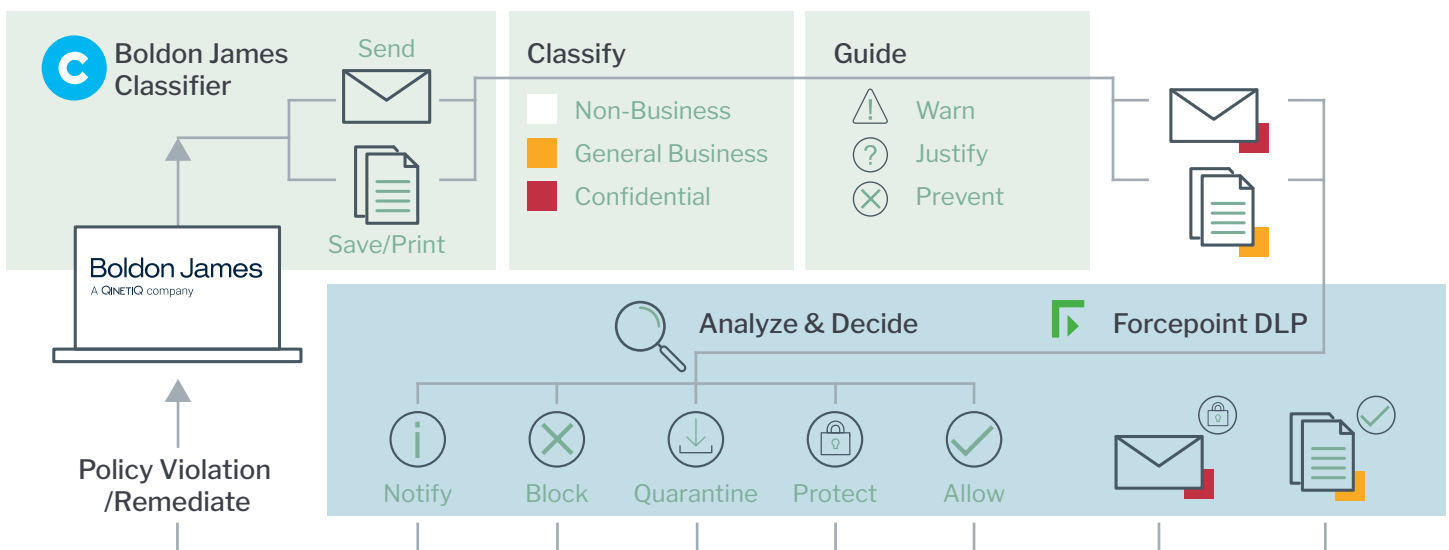 Boldon James
Classifier
Send
Save/Print
Classify
Non-Business
General Business
Confidential
Guide
Warn
Justify
Prevent
Boldon James
A QINETIQ company
Analyze & Decide
Forcepoint DLP
Notify
Block
Quarantine
Protect
Allow
Policy Violation
/Remediate